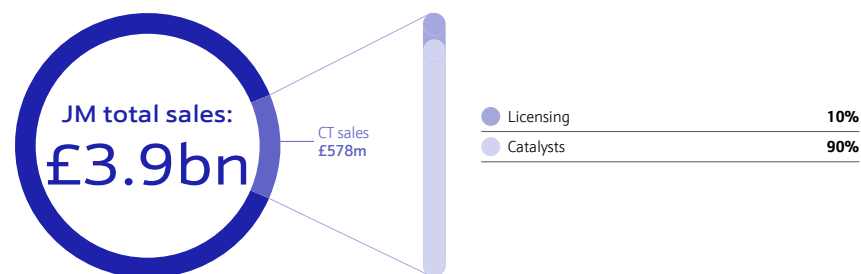 JM total sales:
£3.9bn
CT sales
£578m
Licensing 10%
Catalysts 90%